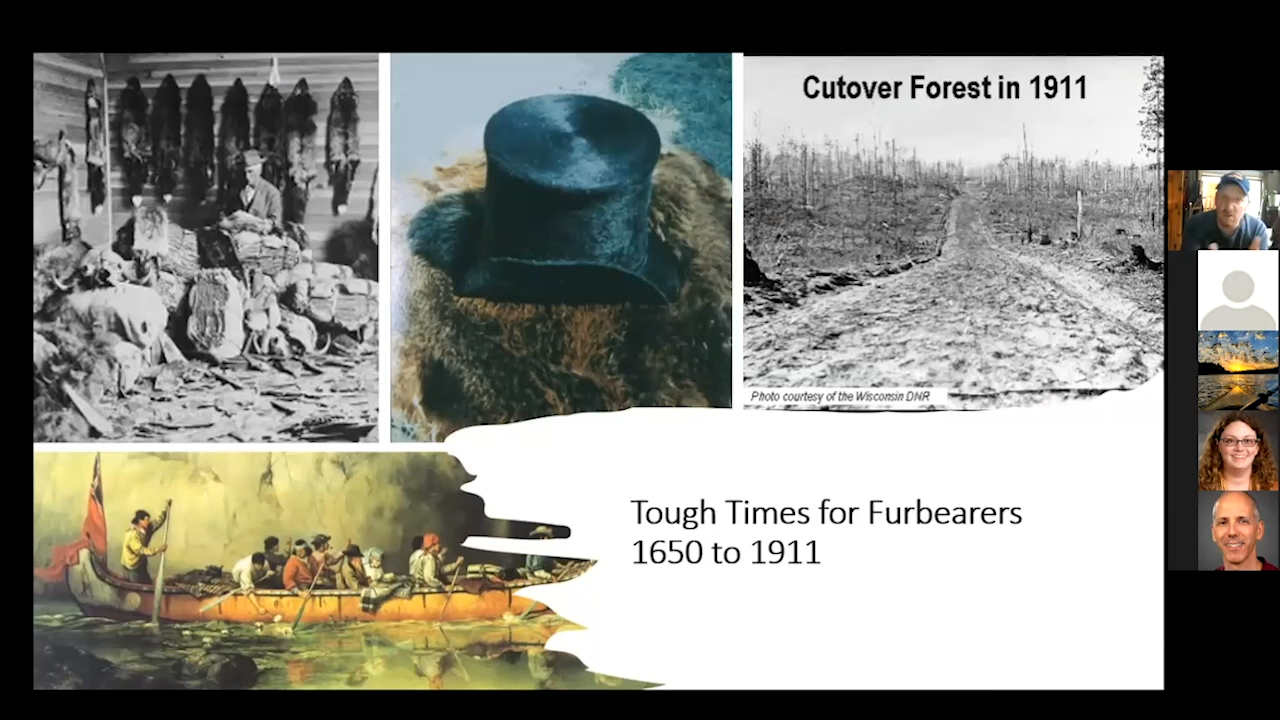 Cutover Forest in 1911
Photo courtesy of the Wisconsin DNR
Tough Times for Furbearers
1650 to 1911